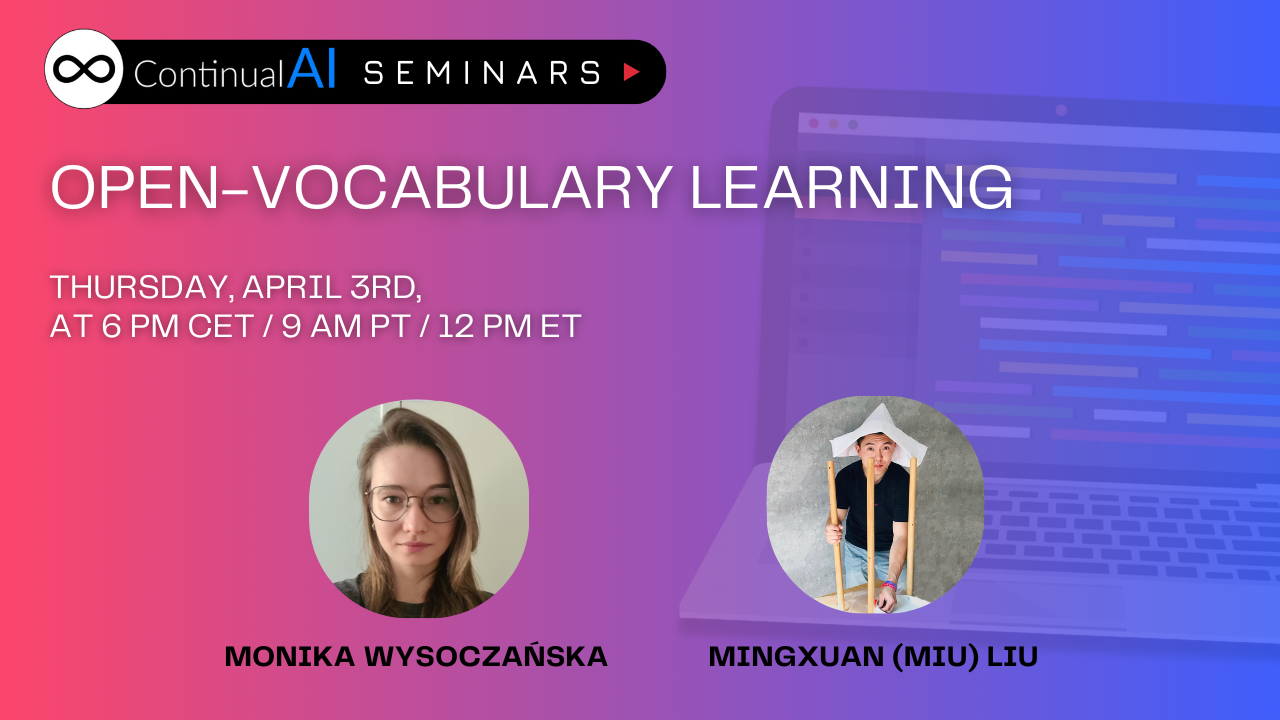 ContinualAI SEMINARS
OPEN-VOCABULARY LEARNING
THURSDAY, APRIL 3RD,
AT 6 PM CET / 9 AM PT / 12 PM ET
MONIKA WYSOCZAŃSKA
MINGXUAN (MIU) LIU